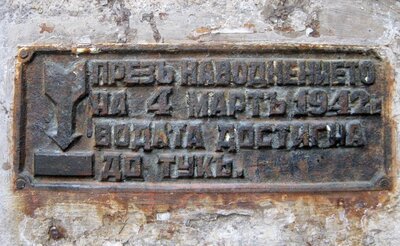 ПРЕЗЪ НАВОДНЕНИЕТО
НА 4 МАРТЪ 1942 г.
ВОДАТА ДОСТИГНА
ДО ТУКЪ.